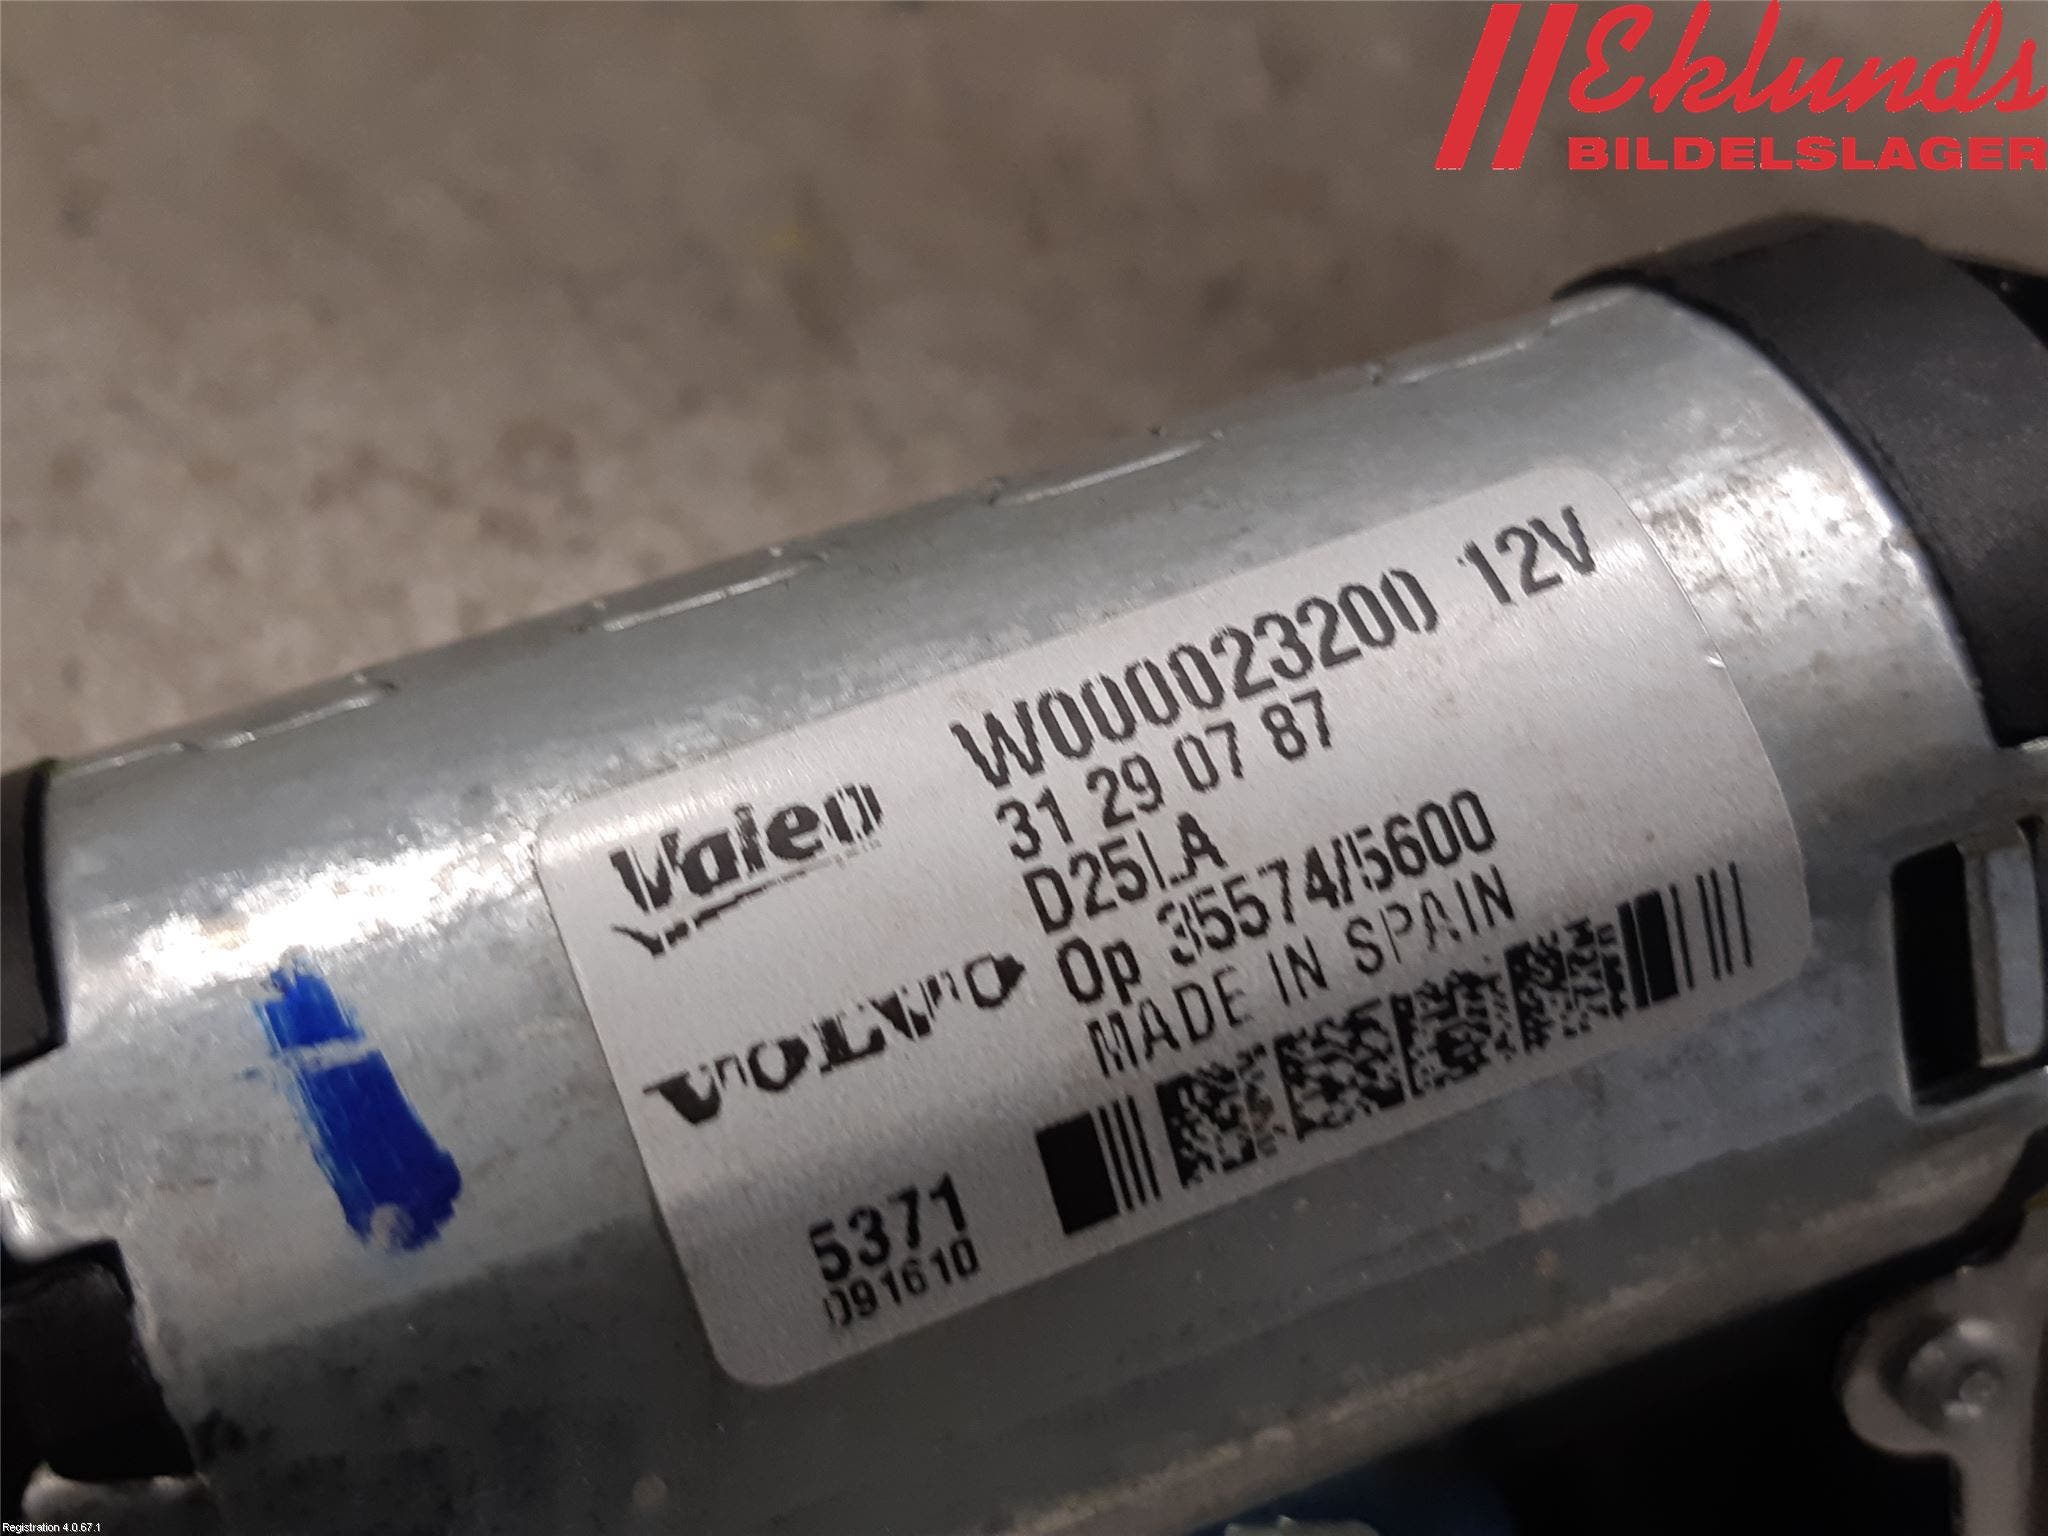 Eklunds
BILDELSLAGER
Valeo
W000023200 12V
31 29 07 87
D25LA
VOLVO
Op 35574/5600
MADE IN SPAIN
5371
091610
Registration 4.0.67.1